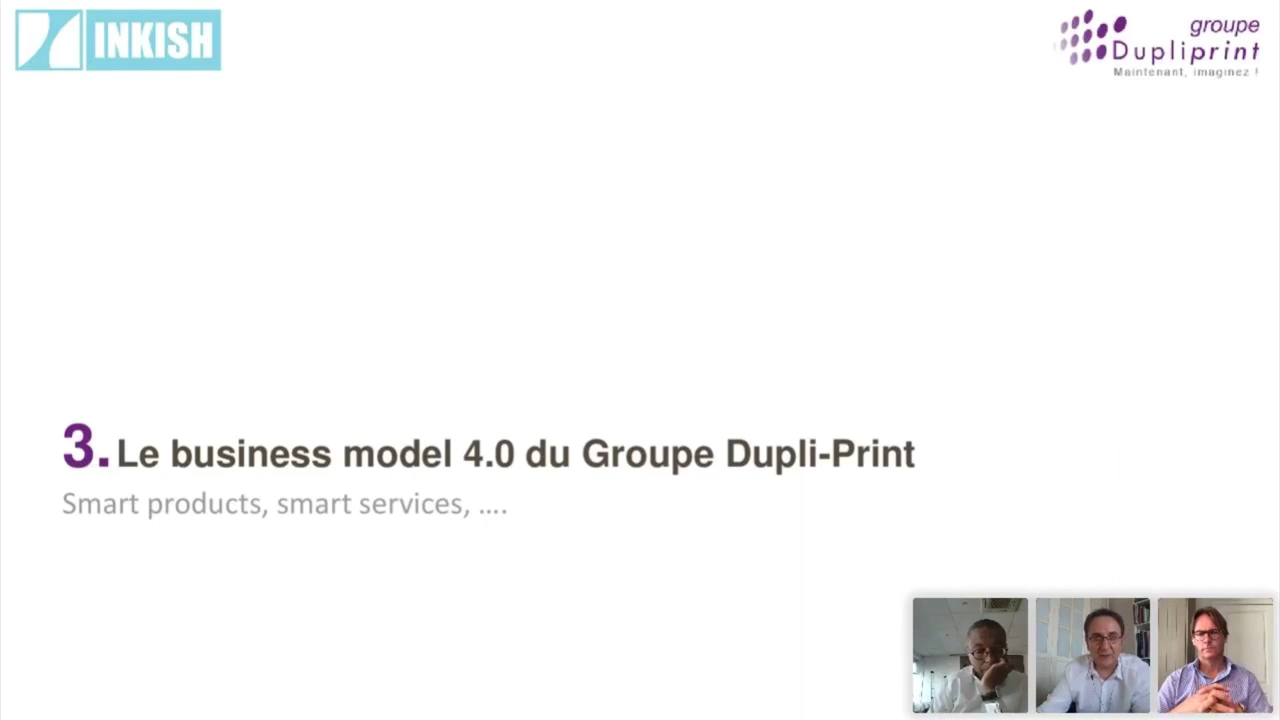 INKISH
groupe
Dupliprint
Maintenant, imaginez !
3. Le business model 4.0 du Groupe Dupli-Print
Smart products, smart services, ....